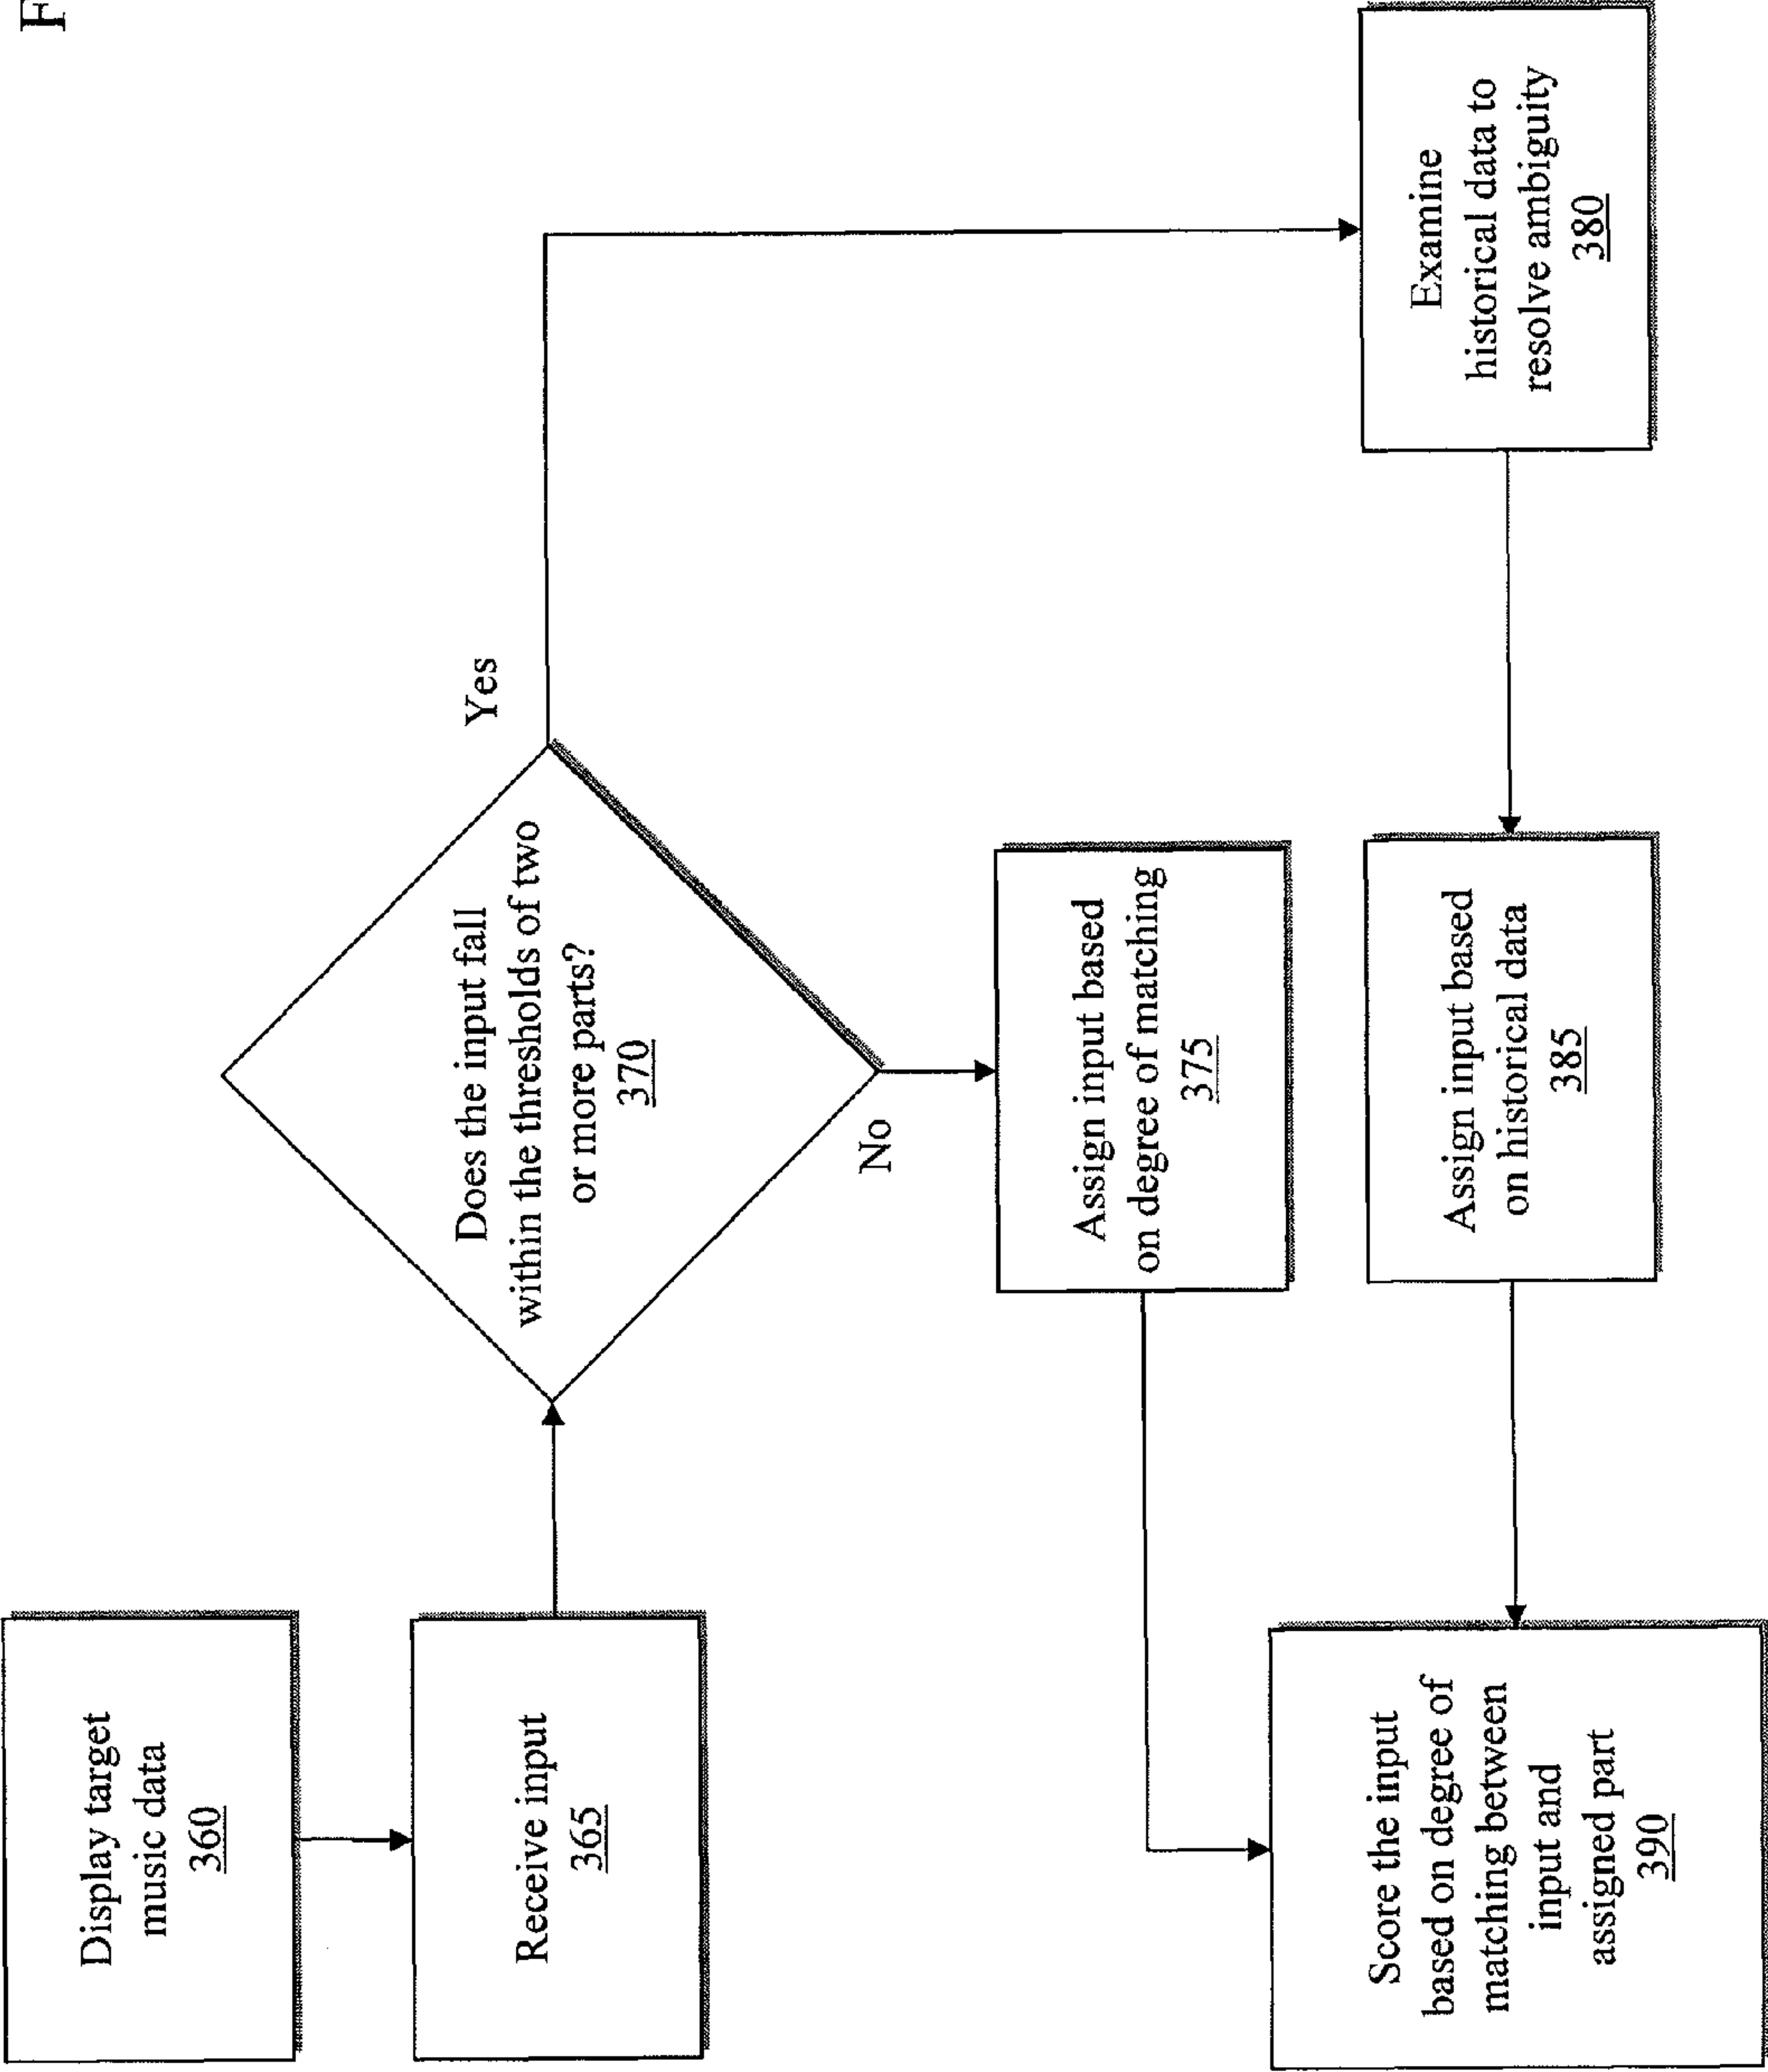 F
Display target
music data
360
Receive input
365
Does the input fall
within the thresholds of two
or more parts?
370
Yes
No
Assign input based
on degree of matching
375
Examine
historical data to
resolve ambiguity
380
Assign input based
on historical data
385
Score the input
based on degree of
matching between
input and
assigned part
390